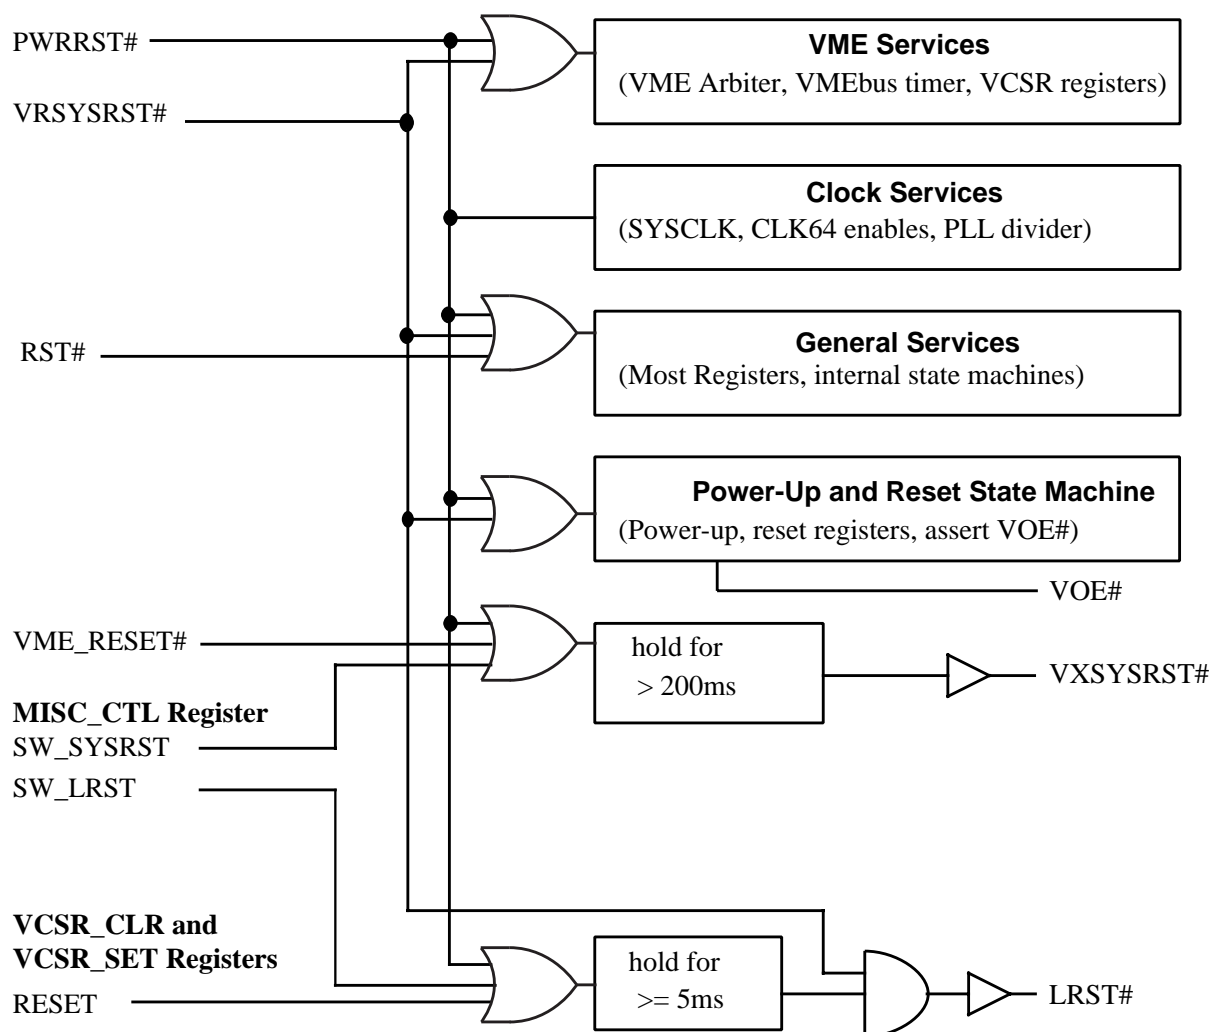 PWRRST#
VME Services
(VME Arbiter, VMEbus timer, VCSR registers)
VRSYSRST#
Clock Services
(SYSCLK, CLK64 enables, PLL divider)
RST#
General Services
(Most Registers, internal state machines)
Power-Up and Reset State Machine
(Power-up, reset registers, assert VOE#)
VOE#
VME_RESET#
hold for
> 200ms
VXSYSRST#
MISC_CTL Register
SW_SYSRST
SW_LRST
VCSR_CLR and
VCSR_SET Registers
RESET
hold for
>= 5ms
LRST#